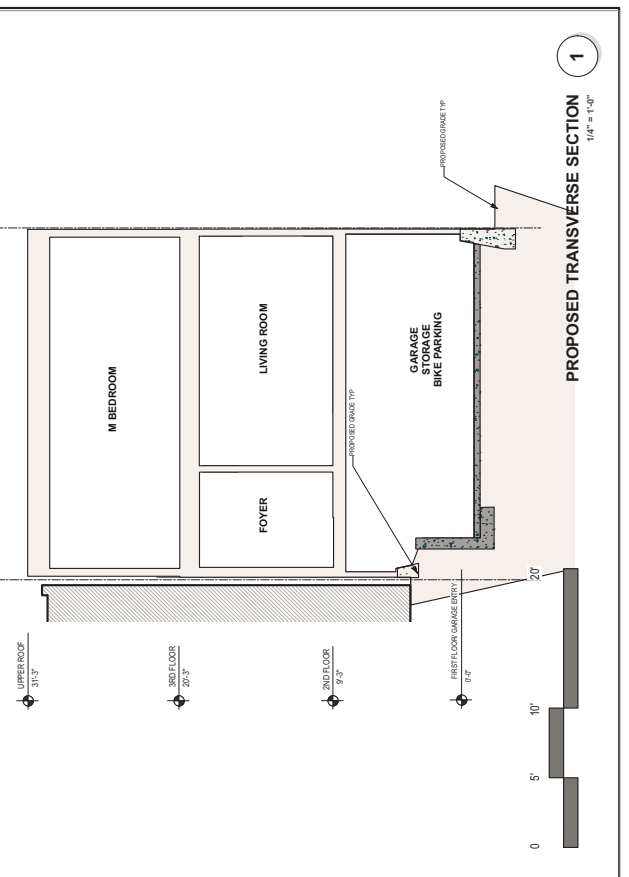 PROPOSED GRADE TYP
UPPER ROOF
31'-3"
M BEDROOM
3RD FLOOR
20'-3"
FOYER
LIVING ROOM
2ND FLOOR
9'-3"
PROPOSED GRADE TYP
GARAGE
STORAGE
BIKE PARKING
FIRST FLOOR/ GARAGE ENTRY
0'-0"
0
5'
10'
20'
PROPOSED TRANSVERSE SECTION
1/4" = 1'-0"
1